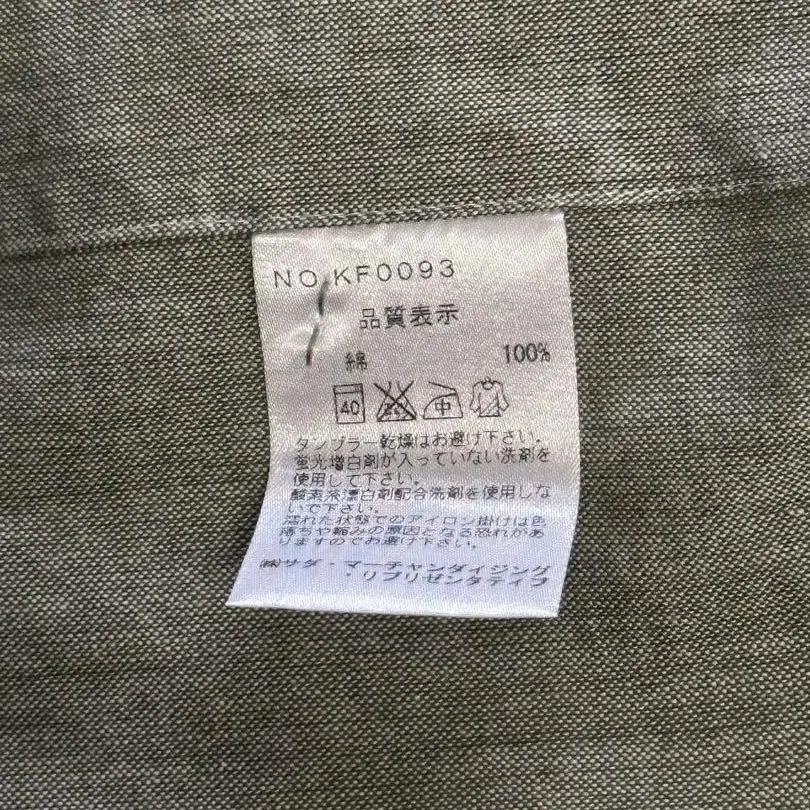 NO.KF0093
品質表示
綿 100%
40
中
タンブラー乾燥はお避け下さい。
蛍光増白剤が入っていない洗剤を
使用して下さい。
酸素系漂白剤配合洗剤を使用しな
いで下さい。
濡れた状態でのアイロン掛けは色
落ちや縮みの原因となる恐れがあ
りますのでお避け下さい。
㈱サダ・マーチャンダイジング
・リプリゼンタテイブ